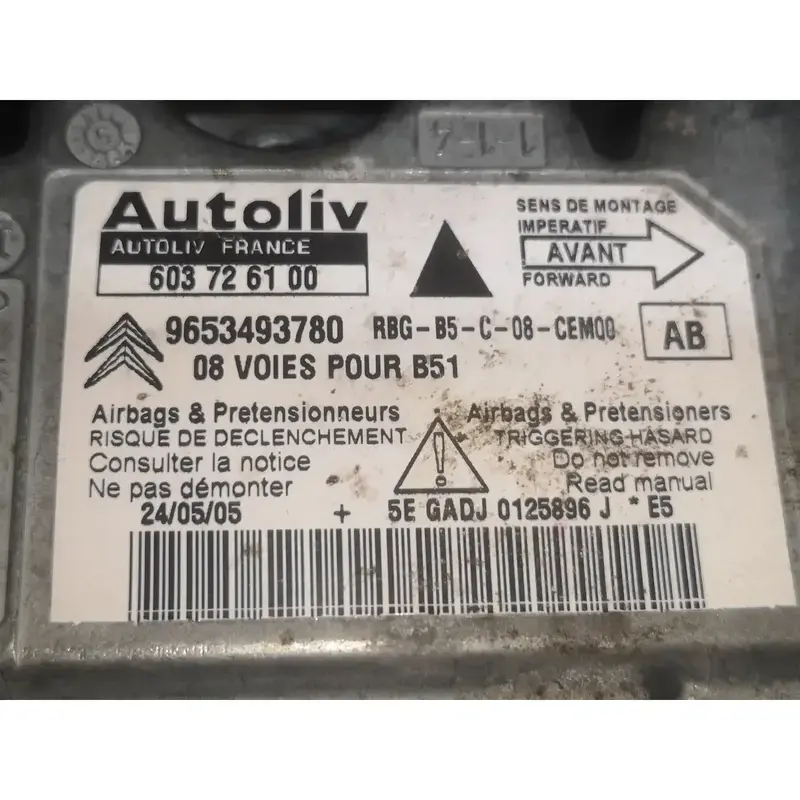 1-1-4
Autoliv
AUTOLIV FRANCE
603 72 61 00
SENS DE MONTAGE
IMPERATIF
AVANT
FORWARD
9653493780 RBG-B5-C-08-CEM00
AB
08 VOIES POUR B51
Airbags & Pretensionneurs
RISQUE DE DECLENCHEMENT
Consulter la notice
Ne pas démonter
Airbags & Pretensioners
TRIGGERING-HASARD
Do not remove
Read manual
24/05/05 + 5E GADJ 0125896 J * E5